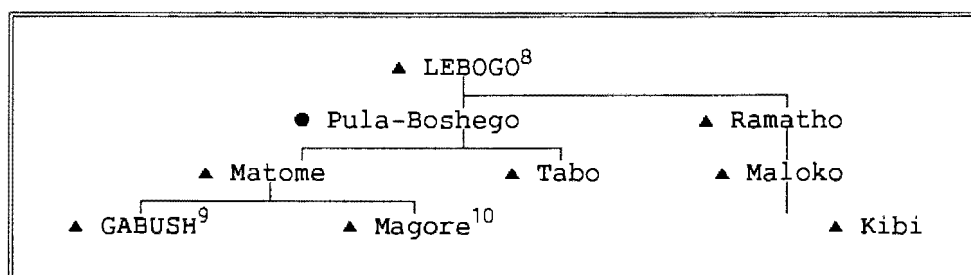 ▲ LEBOGO⁸
● Pula-Boshego ▲ Ramatho
▲ Matome ▲ Tabo ▲ Maloko
▲ GABUSH⁹ ▲ Magore¹⁰ ▲ Kibi